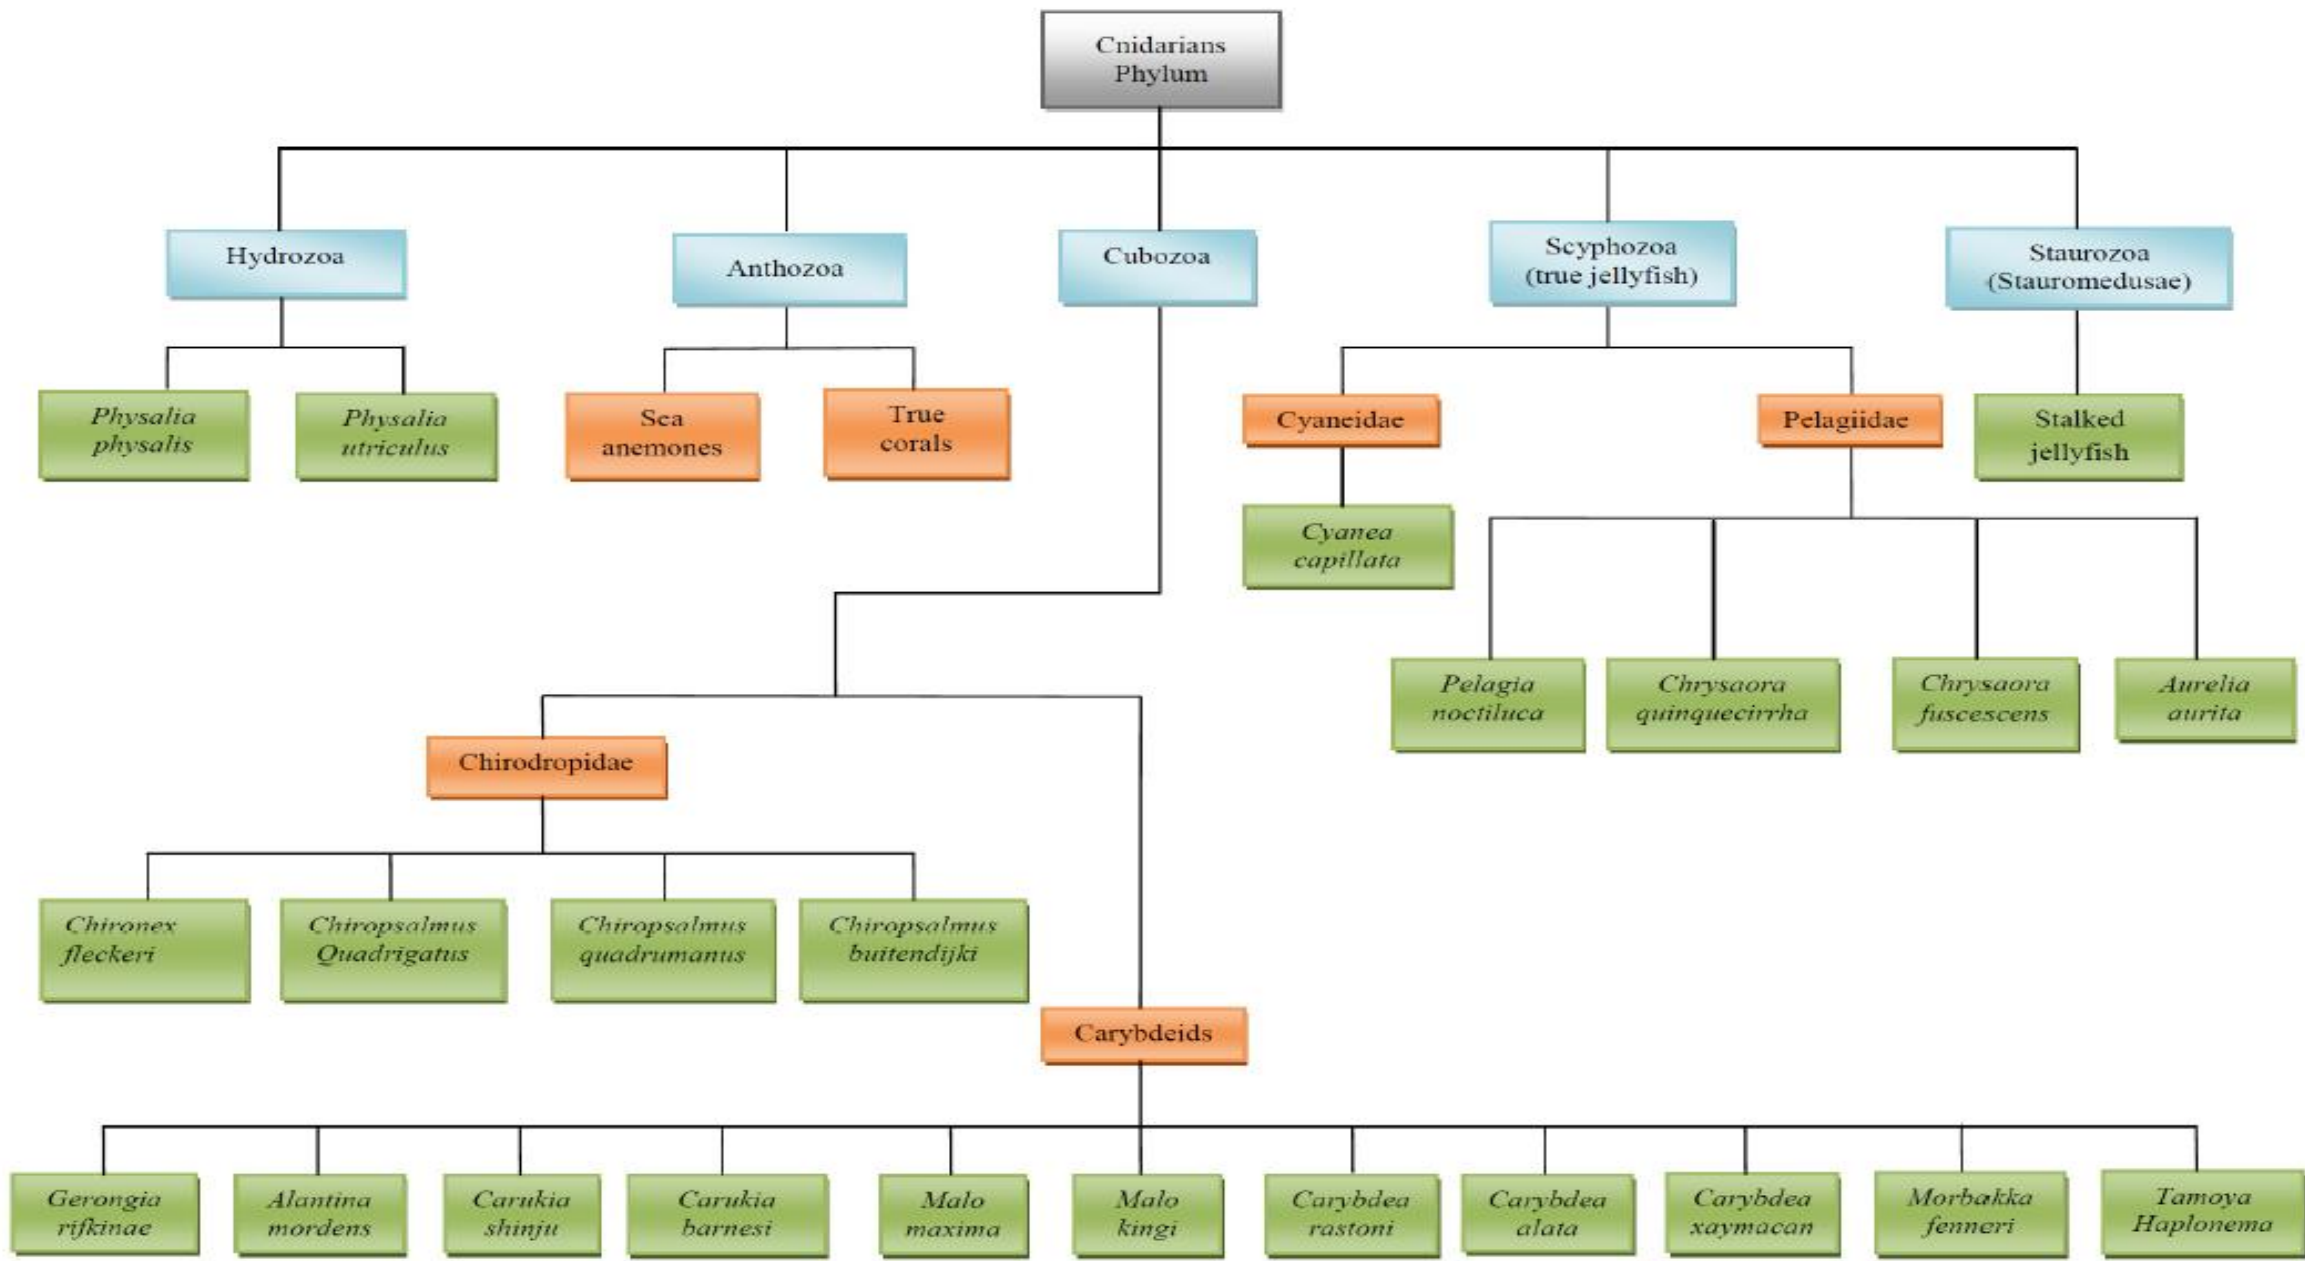 Cnidarians
Phylum
Hydrozoa
Anthozoa
Cubozoa
Scyphozoa
(true jellyfish)
Staurozoa
(Stauromedusae)
Physalia
physalis
Physalia
utriculus
Sea
anemones
True
corals
Cyaneidae
Pelagiidae
Stalked
jellyfish
Cyanea
capillata
Pelagia
noctiluca
Chrysaora
quinquecirrha
Chrysaora
fuscescens
Aurelia
aurita
Chirodropidae
Chironex
fleckeri
Chiropsalmus
Quadrigatus
Chiropsalmus
quadrumanus
Chiropsalmus
buitendijki
Carybdeids
Gerongia
rifkinae
Alantina
mordens
Carukia
shinju
Carukia
barnesi
Malo
maxima
Malo
kingi
Carybdea
rastoni
Carybdea
alata
Carybdea
xaymacan
Morbakka
fenneri
Tamoya
Haplonema